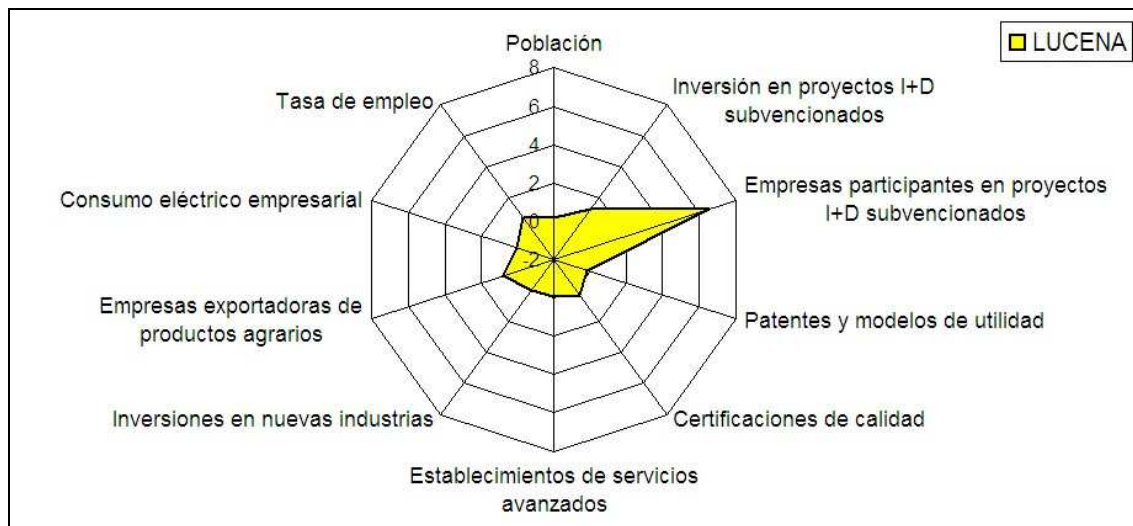 LUCENA
Población
Inversión en proyectos I+D
subvencionados
Empresas participantes en proyectos
I+D subvencionados
Patentes y modelos de utilidad
Certificaciones de calidad
Establecimientos de servicios
avanzados
Inversiones en nuevas industrias
Empresas exportadoras de
productos agrarios
Consumo eléctrico empresarial
Tasa de empleo
8
6
4
2
0
-2